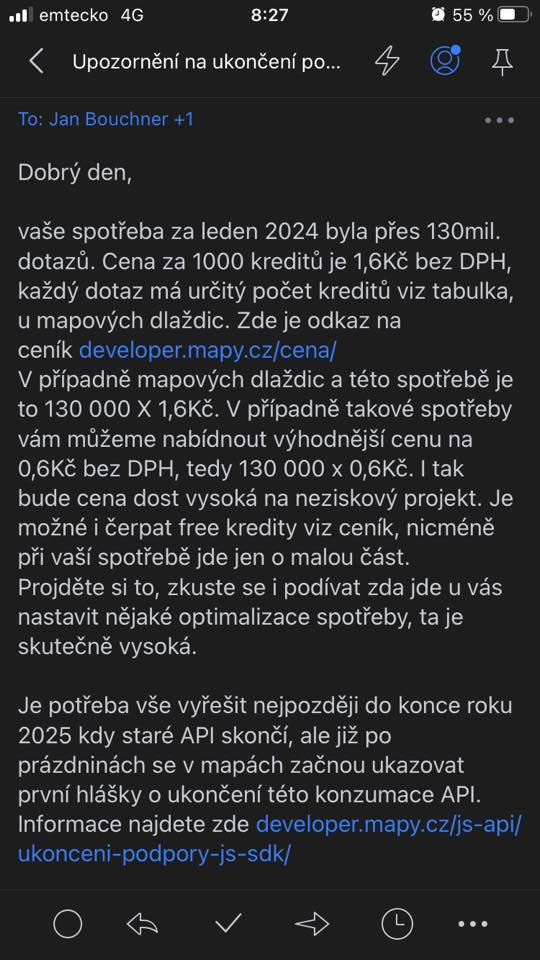 emtecko 4G 8:27 55 %
Upozornění na ukončení po...
To: Jan Bouchner +1
Dobrý den,
vaše spotřeba za leden 2024 byla přes 130mil.
dotazů. Cena za 1000 kreditů je 1,6Kč bez DPH,
každý dotaz má určitý počet kreditů viz tabulka,
u mapových dlaždic. Zde je odkaz na
ceník developer.mapy.cz/cena/
V případně mapových dlaždic a této spotřebě je
to 130 000 X 1,6Kč. V případně takové spotřeby
vám můžeme nabídnout výhodnější cenu na
0,6Kč bez DPH, tedy 130 000 x 0,6Kč. I tak
bude cena dost vysoká na neziskový projekt. Je
možné i čerpat free kredity viz ceník, nicméně
při vaší spotřebě jde jen o malou část.
Projděte si to, zkuste se i podívat zda jde u vás
nastavit nějaké optimalizace spotřeby, ta je
skutečně vysoká.
Je potřeba vše vyřešit nejpozději do konce roku
2025 kdy staré API skončí, ale již po
prázdninách se v mapách začnou ukazovat
první hlášky o ukončení této konzumace API.
Informace najdete zde developer.mapy.cz/js-api/
ukonceni-podpory-js-sdk/